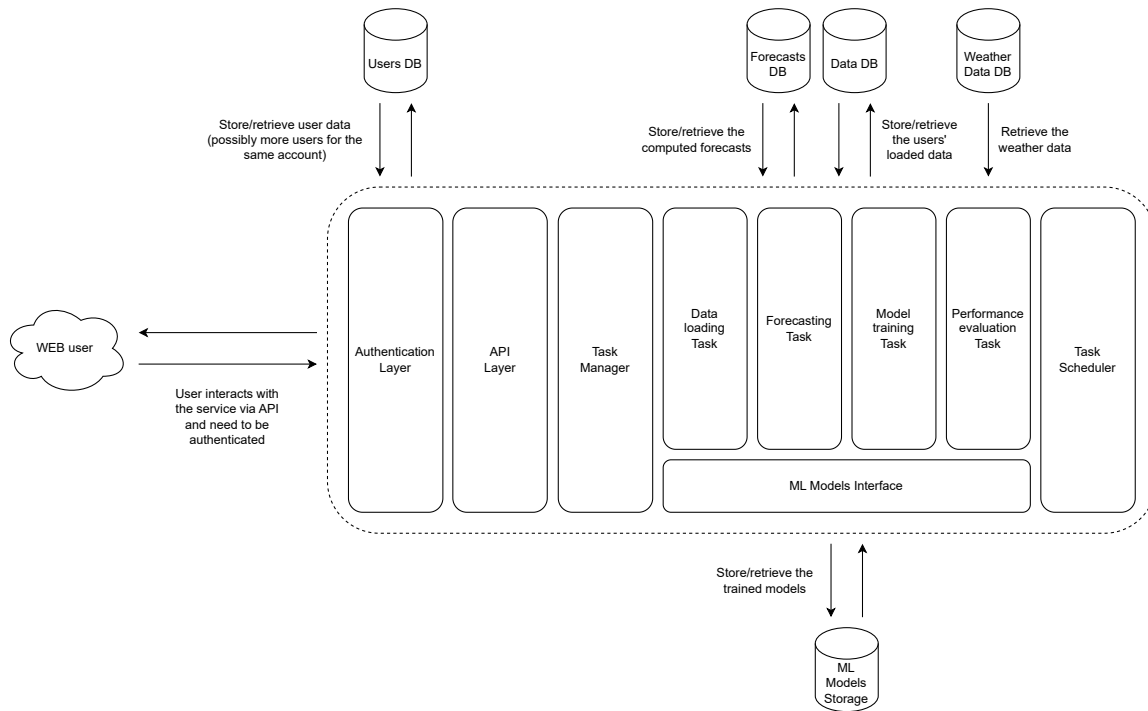 Users DB
Forecasts
DB
Data DB
Weather
Data DB
Store/retrieve user data
(possibly more users for the
same account)
Store/retrieve the
computed forecasts
Store/retrieve
the users'
loaded data
Retrieve the
weather data
WEB user
User interacts with
the service via API
and need to be
authenticated
Authentication
Layer
API
Layer
Task
Manager
Data
loading
Task
Forecasting
Task
Model
training
Task
Performance
evaluation
Task
Task
Scheduler
ML Models Interface
Store/retrieve the
trained models
ML
Models
Storage